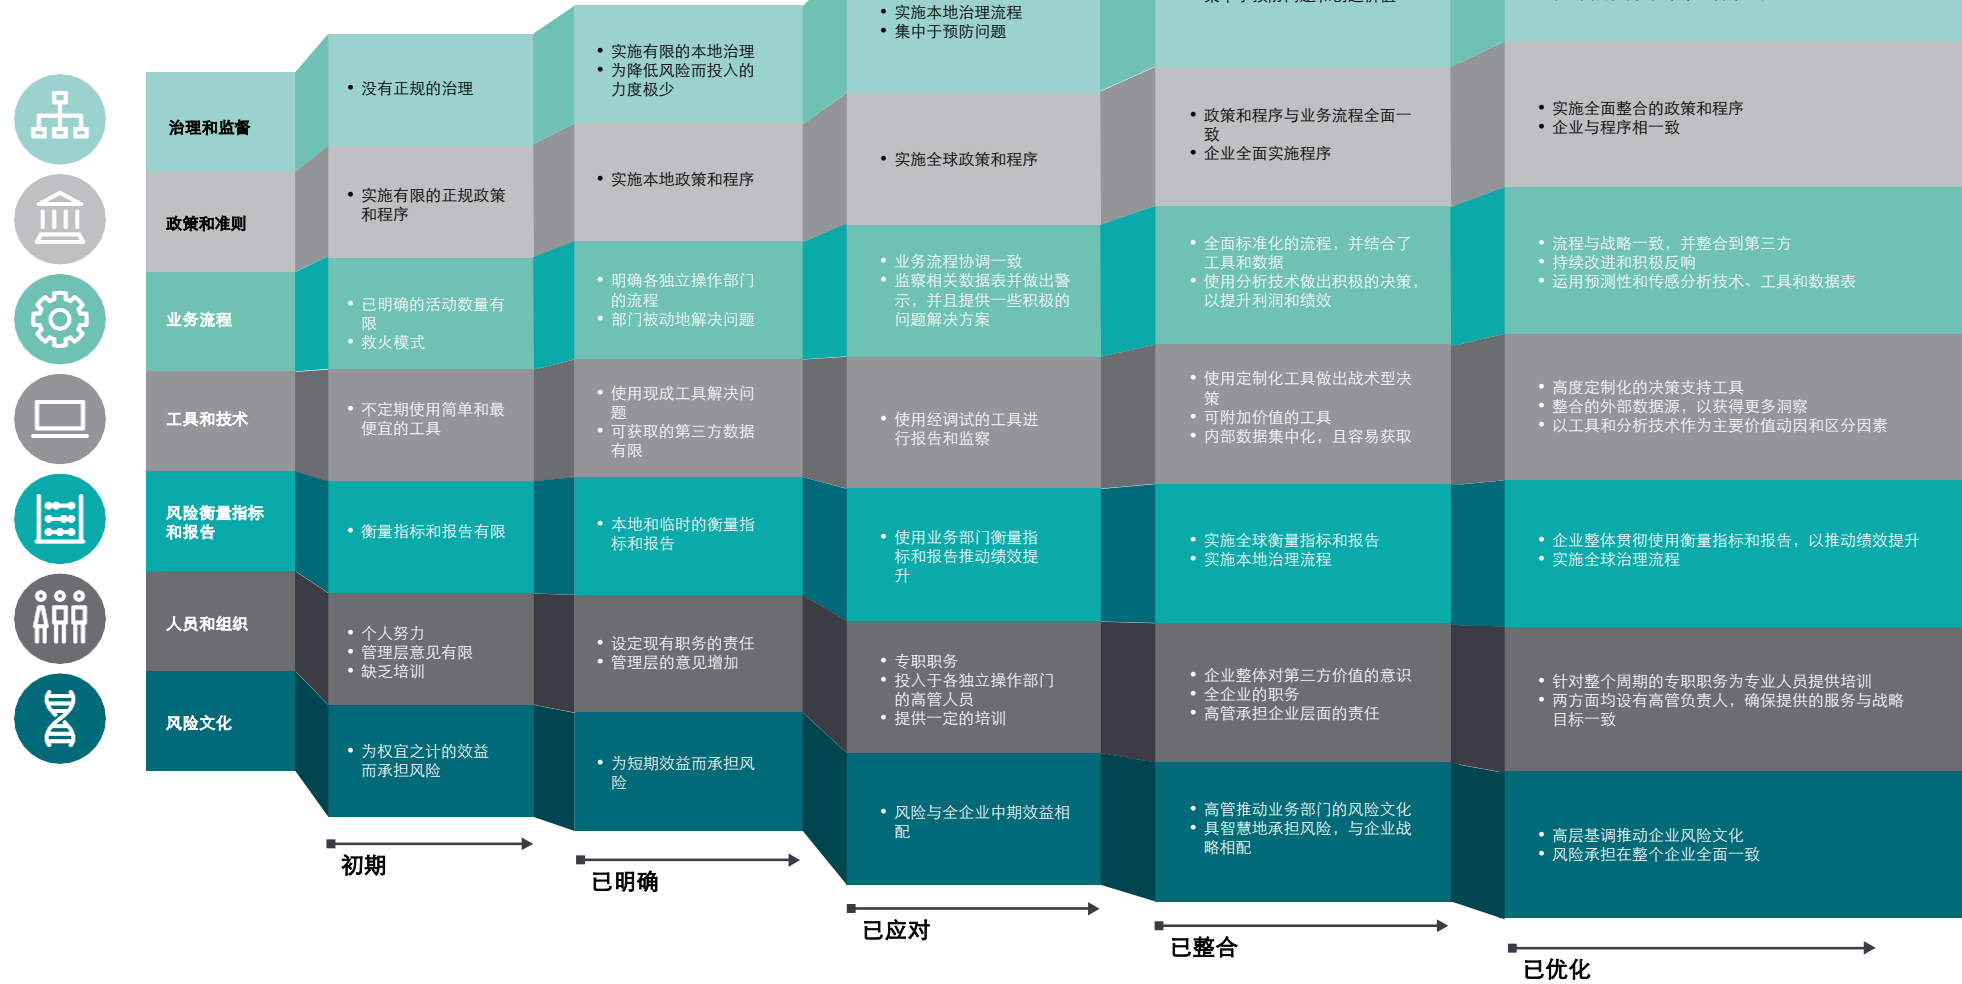 治理和监督
• 没有正规的治理
• 实施有限的本地治理
• 为降低风险而投入的
力度极少
• 实施本地治理流程
• 集中于预防问题
政策和准则
• 实施有限的正规政策
和程序
• 实施本地政策和程序
• 实施全球政策和程序
• 政策和程序与业务流程全面一
致
• 企业全面实施程序
• 实施全面整合的政策和程序
• 企业与程序相一致
业务流程
• 已明确的活动数量有
限
• 救火模式
• 明确各独立操作部门
的流程
• 部门被动地解决问题
• 业务流程协调一致
• 监察相关数据表并做出警
示，并且提供一些积极的
问题解决方案
• 全面标准化的流程，并结合了
工具和数据
• 使用分析技术做出积极的决策，
以提升利润和绩效
• 流程与战略一致，并整合到第三方
• 持续改进和积极反响
• 运用预测性和传感分析技术、工具和数据表
工具和技术
• 不定期使用简单和最
便宜的工具
• 使用现成工具解决问
题
• 可获取的第三方数据
有限
• 使用经调试的工具进
行报告和监察
• 使用定制化工具做出战术型决
策
• 可附加价值的工具
• 内部数据集中化，且容易获取
• 高度定制化的决策支持工具
• 整合的外部数据源，以获得更多洞察
• 以工具和分析技术作为主要价值动因和区分因素
风险衡量指标
和报告
• 衡量指标和报告有限
• 本地和临时的衡量指
标和报告
• 使用业务部门衡量指
标和报告推动绩效提
升
• 实施全球衡量指标和报告
• 实施本地治理流程
• 企业整体贯彻使用衡量指标和报告，以推动绩效提升
• 实施全球治理流程
人员和组织
• 个人努力
• 管理层意见有限
• 缺乏培训
• 设定现有职务的责任
• 管理层的意见增加
• 专职职务
• 投入于各独立操作部门
的高管人员
• 提供一定的培训
• 企业整体对第三方价值的意识
• 全企业的职务
• 高管承担企业层面的责任
• 针对整个周期的专职职务为专业人员提供培训
• 两方面均设有高管负责人，确保提供的服务与战略
目标一致
风险文化
• 为权宜之计的效益
而承担风险
• 为短期效益而承担风
险
• 风险与全企业中期效益相
配
• 高管推动业务部门的风险文化
• 具智慧地承担风险，与企业战
略相配
• 高层基调推动企业风险文化
• 风险承担在整个企业全面一致
初期
已明确
已应对
已整合
已优化